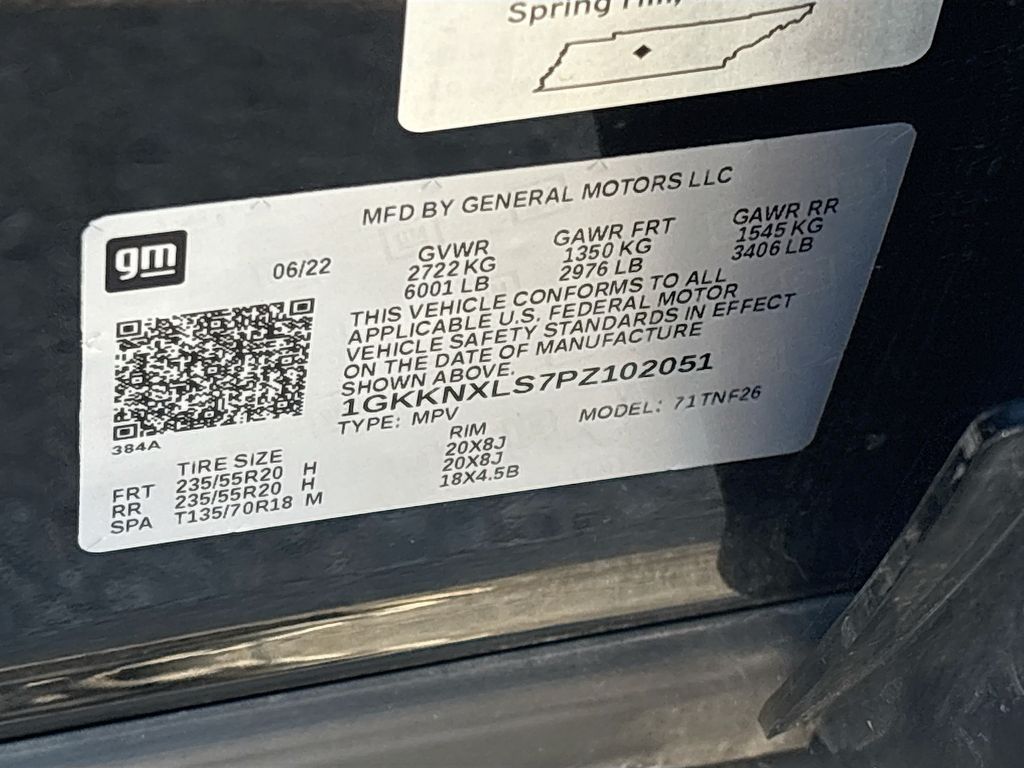 Spring Hill,
MFD BY GENERAL MOTORS LLC
gm
06/22
GVWR
2722 KG
6001 LB
GAWR FRT
1350 KG
2976 LB
GAWR RR
1545 KG
3406 LB
THIS VEHICLE CONFORMS TO ALL
APPLICABLE U.S. FEDERAL MOTOR
VEHICLE SAFETY STANDARDS IN EFFECT
ON THE DATE OF MANUFACTURE
SHOWN ABOVE.
1GKKNXLS7PZ102051
TYPE: MPV
MODEL: 71TNF26
384A
TIRE SIZE RIM
FRT 235/55R20 H 20X8J
RR 235/55R20 H 20X8J
SPA T135/70R18 M 18X4.5B